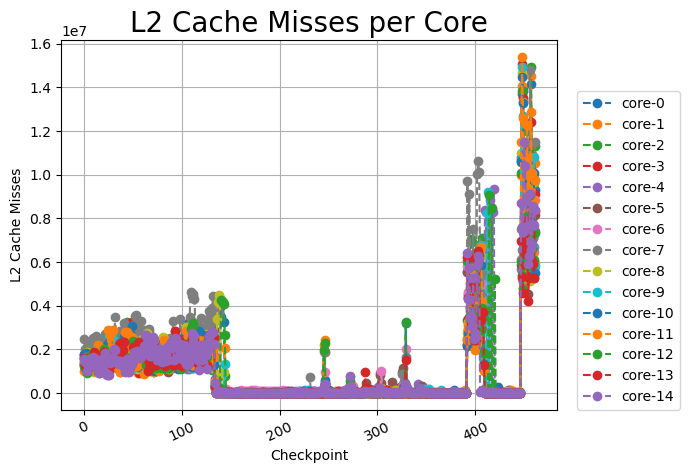 L2 Cache Misses per Core
1e7
1.6
1.4
1.2
1.0
0.8
0.6
0.4
0.2
0.0
L2 Cache Misses
0
100
200
300
400
Checkpoint
core-0
core-1
core-2
core-3
core-4
core-5
core-6
core-7
core-8
core-9
core-10
core-11
core-12
core-13
core-14